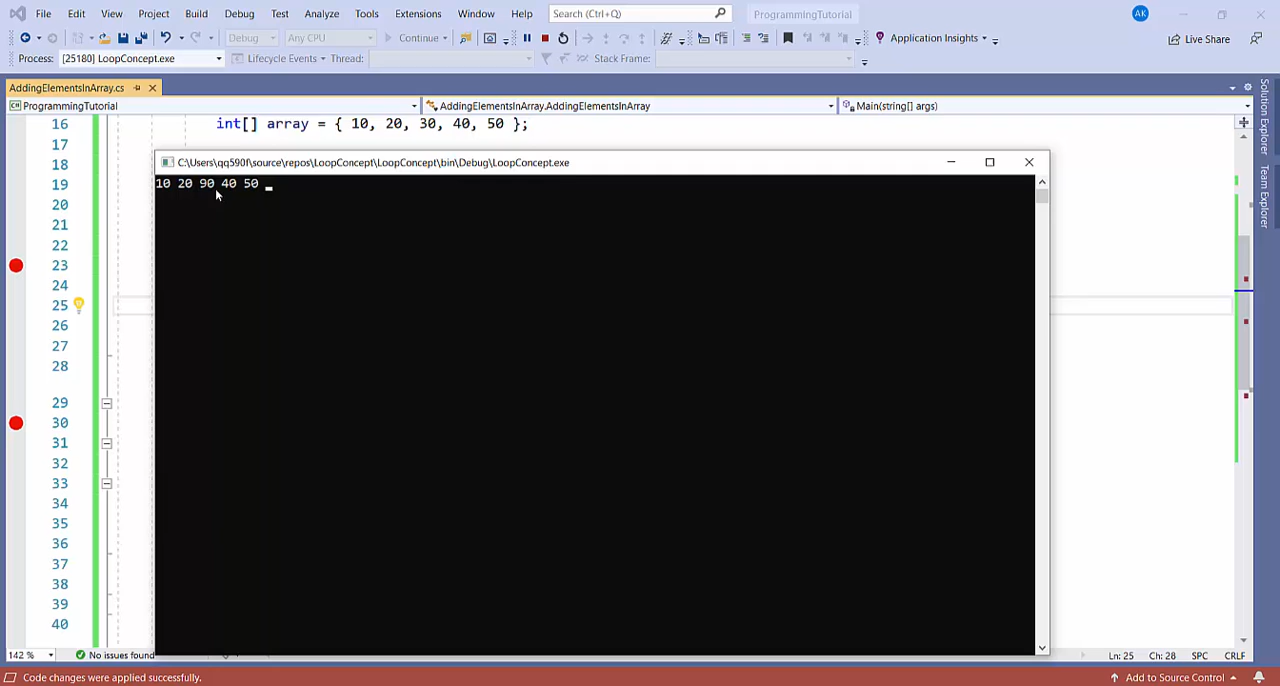 File Edit View Project Build Debug Test Analyze Tools Extensions Window Help Search (Ctrl+Q) ProgrammingTutorial AK
Debug Any CPU Continue Application Insights Live Share
Process: [25180] LoopConcept.exe Lifecycle Events Thread: Stack Frame:
AddingElementsInArray.cs
ProgrammingTutorial AddingElementsInArray.AddingElementsInArray Main(string[] args)
Solution Explorer
Team Explorer
16 int[] array = { 10, 20, 30, 40, 50 };
17
C:\Users\qq590f\source\repos\LoopConcept\LoopConcept\bin\Debug\LoopConcept.exe
10 20 90 40 50
18
19
20
21
22
23
24
25
26
27
28
29
30
31
32
33
34
35
36
37
38
39
40
142 % No issues found Ln: 25 Ch: 28 SPC CRLF
Code changes were applied successfully. Add to Source Control